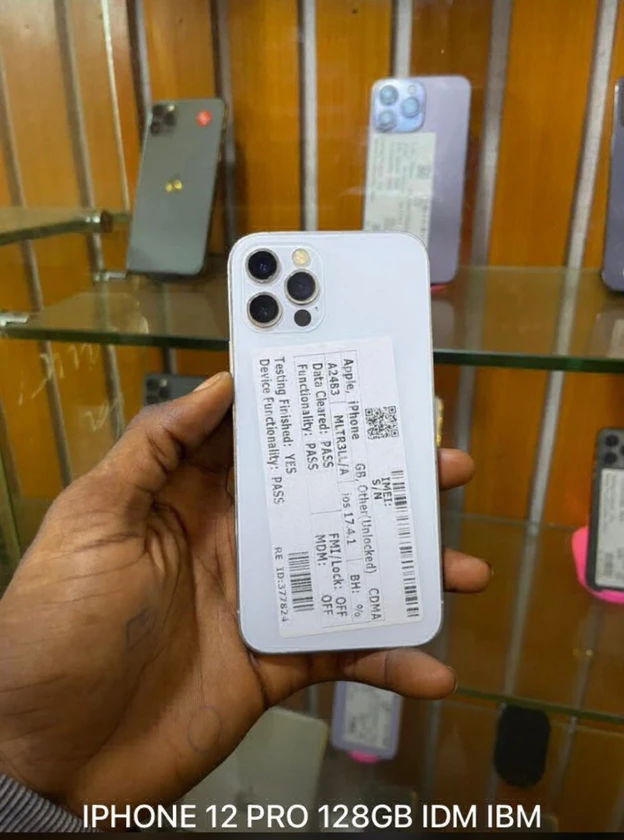 IMEI:
S/N
Apple, iPhone GB, Other(Unlocked) CDMA
A2483 MLTR3LL/A ios 17.4.1 BH: %
Data Cleared: PASS FMI/Lock: OFF
Functionality: PASS MDM: OFF
Testing Finished: YES
Device Functionality: PASS
RE ID:377824
IPHONE 12 PRO 128GB IDM IBM